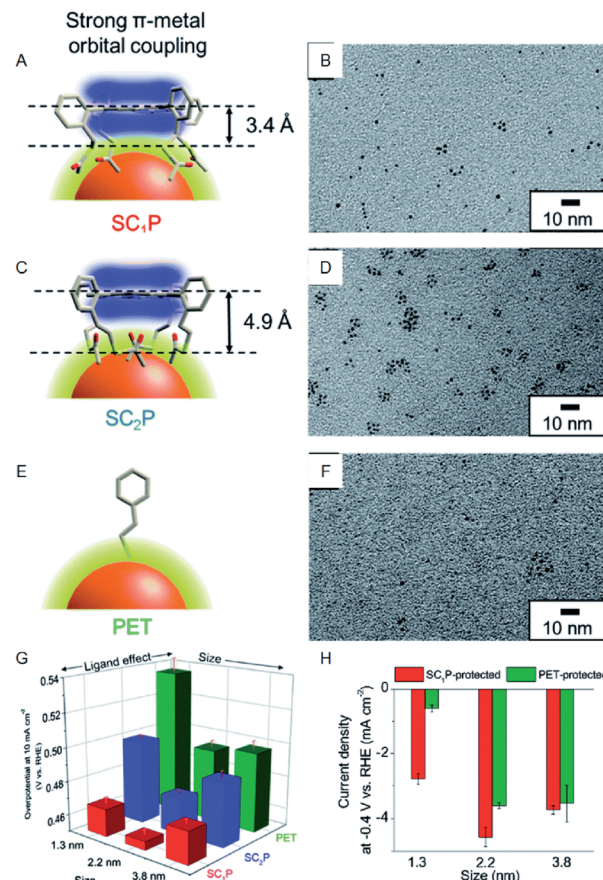 Strong π-metal
orbital coupling
A
3.4 Å
SC₁P
B
10 nm
C
4.9 Å
SC₂P
D
10 nm
E
PET
F
10 nm
G
Ligand effect
Size
Overpotential at 10 mA cm⁻²
(V vs. RHE)
0.54
0.52
0.50
0.48
0.46
1.3 nm
2.2 nm
3.8 nm
Size
SC₁P
SC₂P
PET
H
SC₁P-protected
PET-protected
Current density
at -0.4 V vs. RHE (mA cm⁻²)
0
-2
-4
1.3
2.2
3.8
Size (nm)